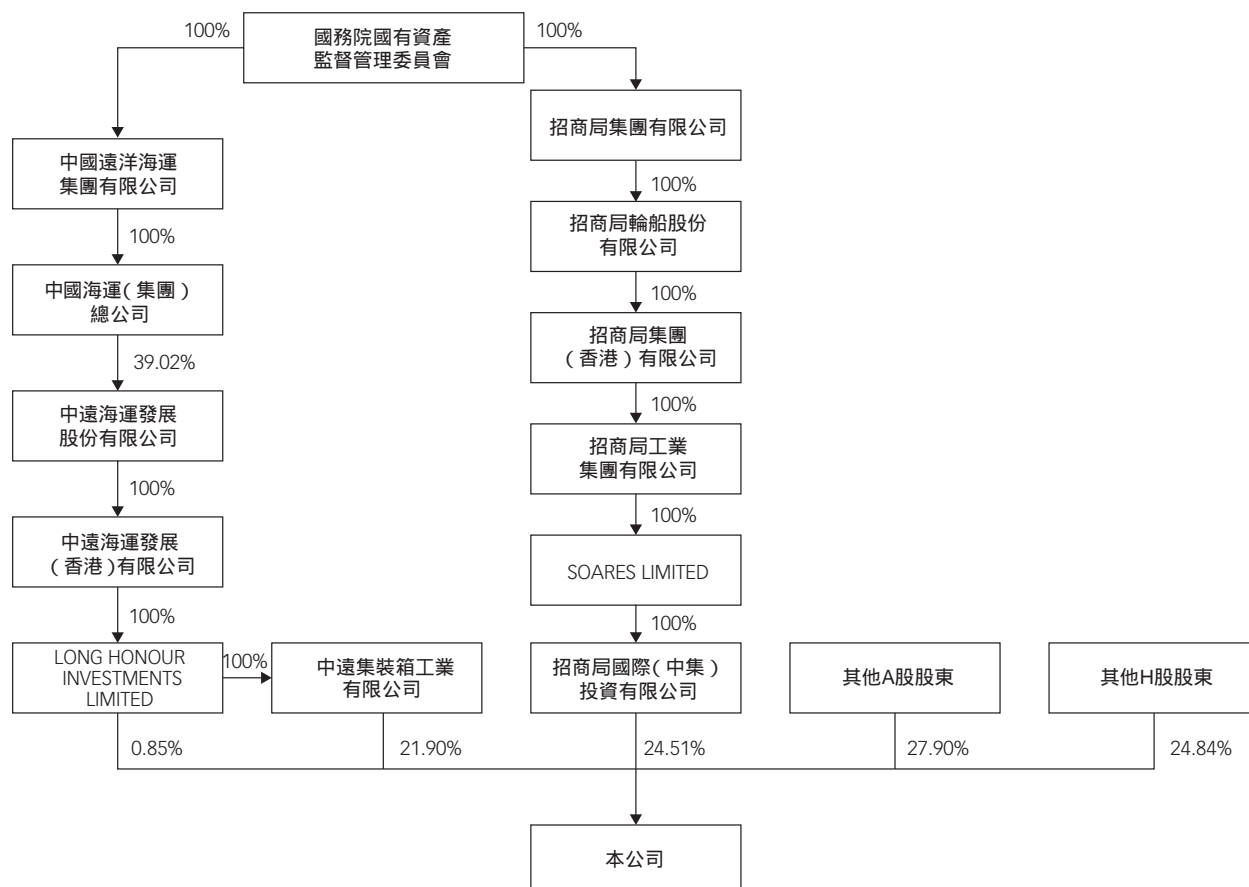 100%
國務院國有資產
監督管理委員會
100%
招商局集團有限公司
中國遠洋海運
集團有限公司
100%
招商局輪船股份
有限公司
100%
中國海運(集團)
總公司
100%
招商局集團
(香港)有限公司
39.02%
100%
中遠海運發展
股份有限公司
招商局工業
集團有限公司
100%
100%
中遠海運發展
(香港)有限公司
SOARES LIMITED
100%
100%
LONG HONOUR
INVESTMENTS
LIMITED
100%
中遠集裝箱工業
有限公司
招商局國際(中集)
投資有限公司
其他A股股東
其他H股股東
0.85%
21.90%
24.51%
27.90%
24.84%
本公司